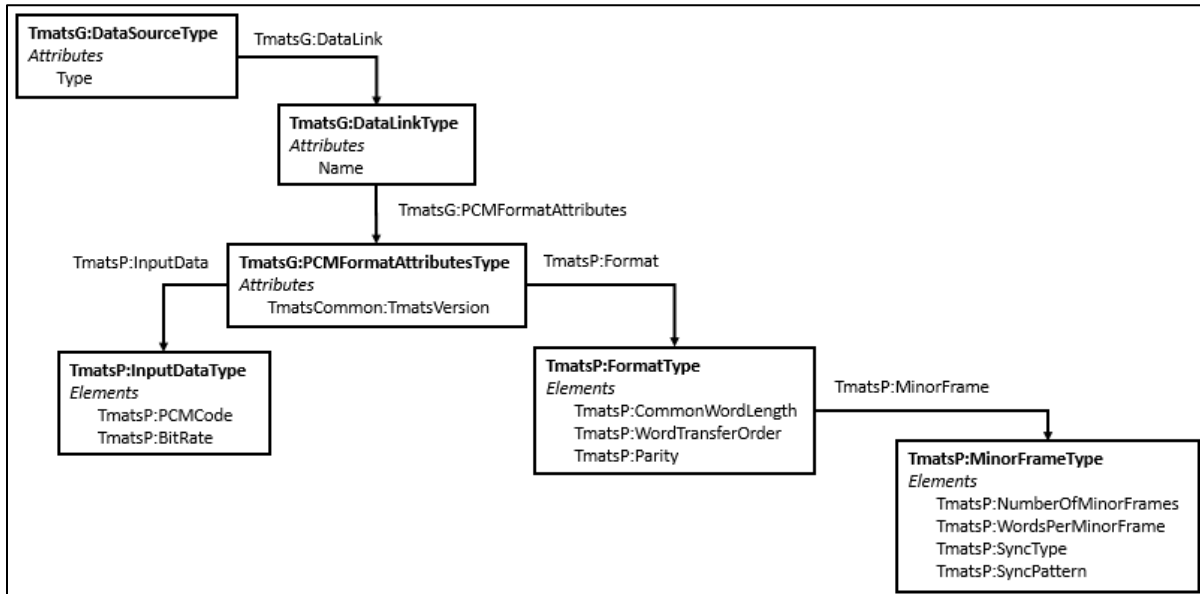 TmatsG:DataSourceType
Attributes
Type
TmatsG:DataLink
TmatsG:DataLinkType
Attributes
Name
TmatsG:PCMFormatAttributes
TmatsP:InputData
TmatsG:PCMFormatAttributesType
Attributes
TmatsCommon:TmatsVersion
TmatsP:Format
TmatsP:InputDataType
Elements
TmatsP:PCMCode
TmatsP:BitRate
TmatsP:FormatType
Elements
TmatsP:CommonWordLength
TmatsP:WordTransferOrder
TmatsP:Parity
TmatsP:MinorFrame
TmatsP:MinorFrameType
Elements
TmatsP:NumberOfMinorFrames
TmatsP:WordsPerMinorFrame
TmatsP:SyncType
TmatsP:SyncPattern